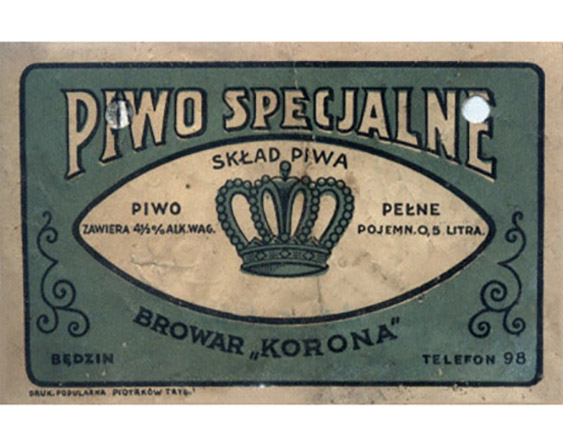 PIWO SPECJALNE
SKŁAD PIWA
PIWO PEŁNE
ZAWIERA 4½% ALK.WAG. POJEMN. 0,5 LITRA.
BROWAR „KORONA"
BĘDZIN TELEFON 98
DRUK. POPULARNA PIOTRKÓW TRYB.